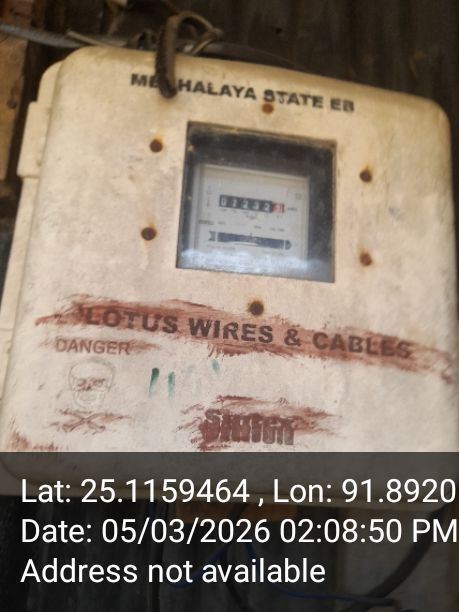 MEGHALAYA STATE EB
LOTUS WIRES & CABLES
DANGER
Sintex
Lat: 25.1159464 , Lon: 91.8920
Date: 05/03/2026 02:08:50 PM
Address not available